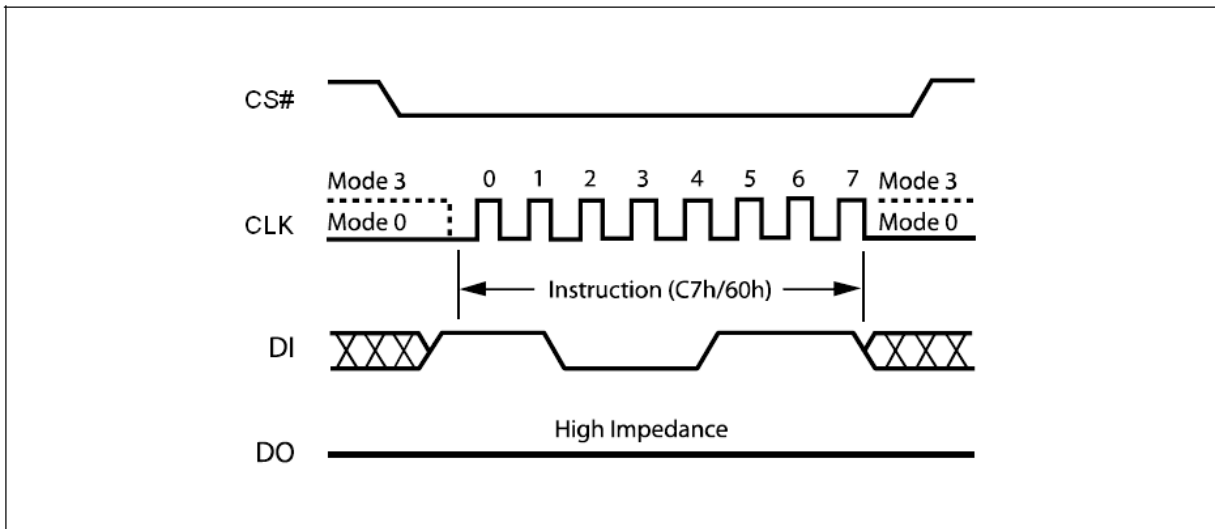 CS#
Mode 3 0 1 2 3 4 5 6 7 Mode 3
CLK Mode 0 Mode 0
Instruction (C7h/60h)
DI
High Impedance
DO